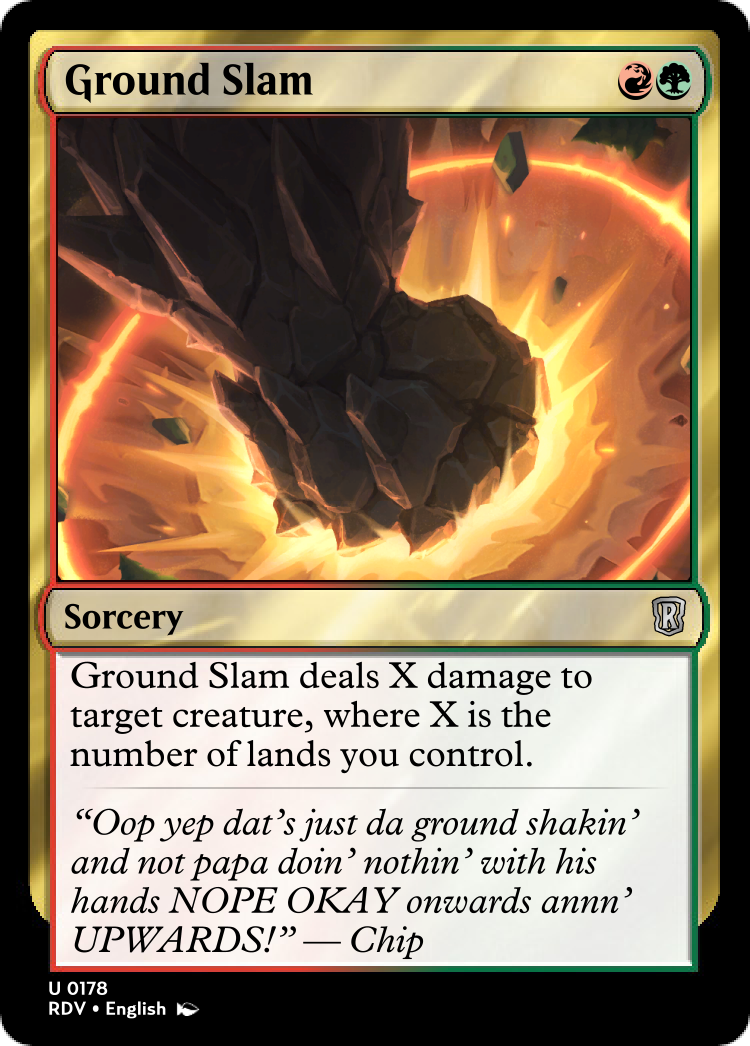 Ground Slam
Sorcery
R
Ground Slam deals X damage to
target creature, where X is the
number of lands you control.
“Oop yep dat’s just da ground shakin’
and not papa doin’ nothin’ with his
hands NOPE OKAY onwards annn’
UPWARDS!” — Chip
U 0178
RDV • English